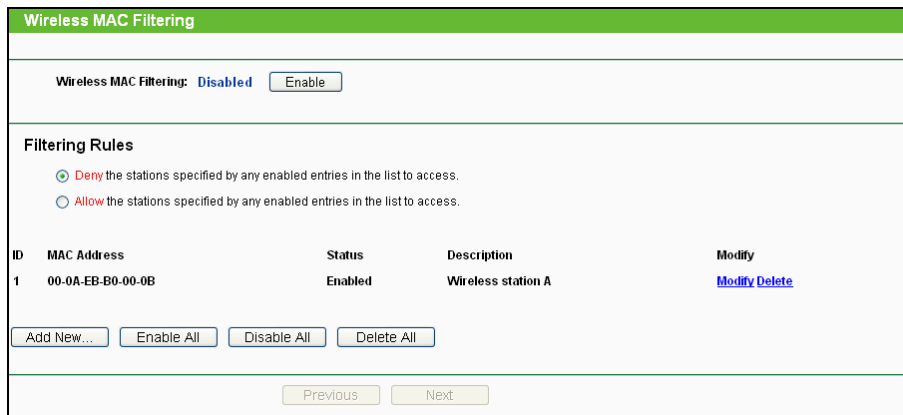 Wireless MAC Filtering
Wireless MAC Filtering: Disabled Enable
Filtering Rules
Deny the stations specified by any enabled entries in the list to access.
Allow the stations specified by any enabled entries in the list to access.
ID MAC Address Status Description Modify
1 00-0A-EB-B0-00-0B Enabled Wireless station A Modify Delete
Add New... Enable All Disable All Delete All
Previous Next